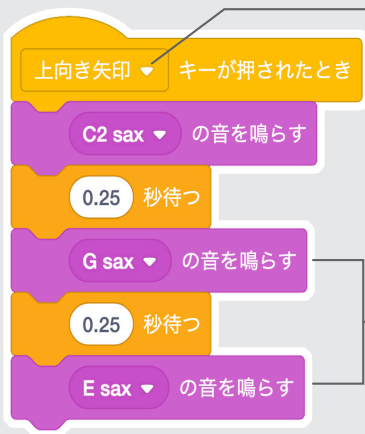 上向き矢印 キーが押されたとき
C2 sax の音を鳴らす
0.25 秒待つ
G sax の音を鳴らす
0.25 秒待つ
E sax の音を鳴らす